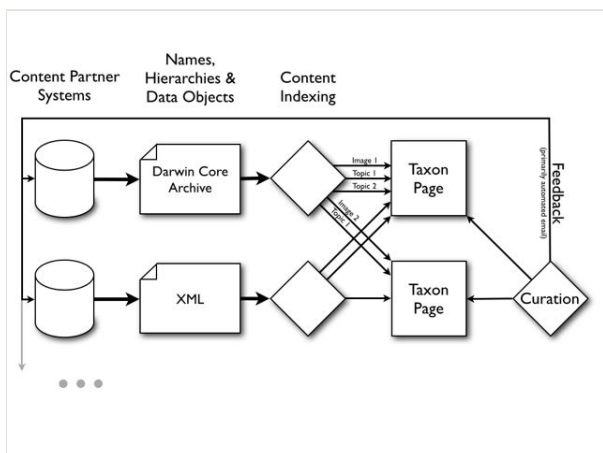 Content Partner
Systems
Names,
Hierarchies &
Data Objects
Content
Indexing
Darwin Core
Archive
Image 1
Topic 1
Topic 2
Image 2
Topic 1
Taxon
Page
Feedback
(primarily automated email)
XML
Taxon
Page
Curation